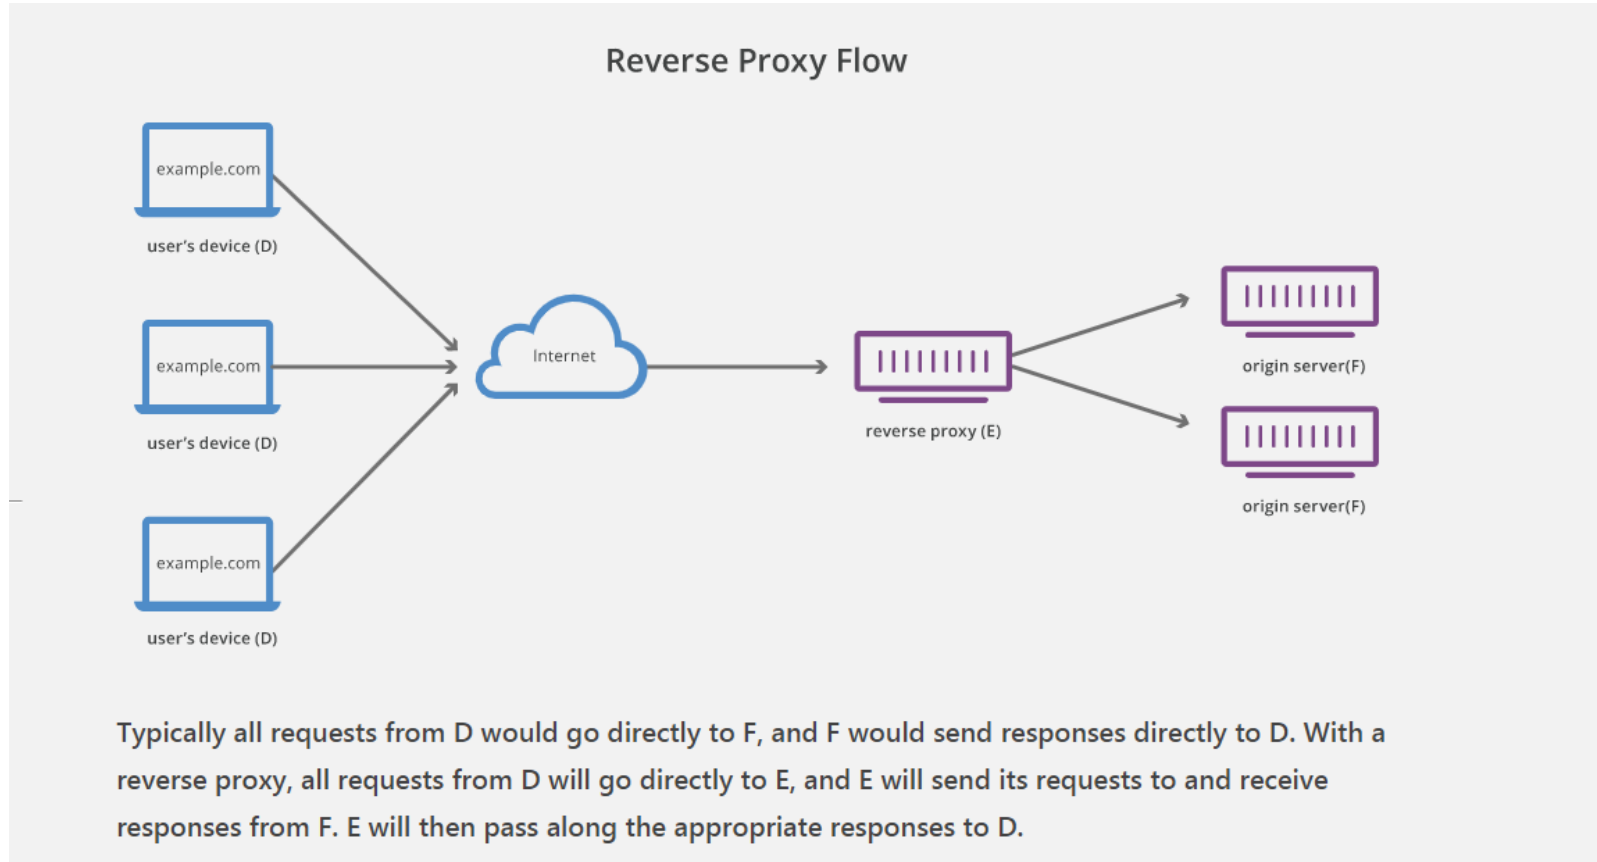 Reverse Proxy Flow
example.com
user's device (D)
example.com
user's device (D)
example.com
user's device (D)
Internet
reverse proxy (E)
origin server(F)
origin server(F)
Typically all requests from D would go directly to F, and F would send responses directly to D. With a
reverse proxy, all requests from D will go directly to E, and E will send its requests to and receive
responses from F. E will then pass along the appropriate responses to D.